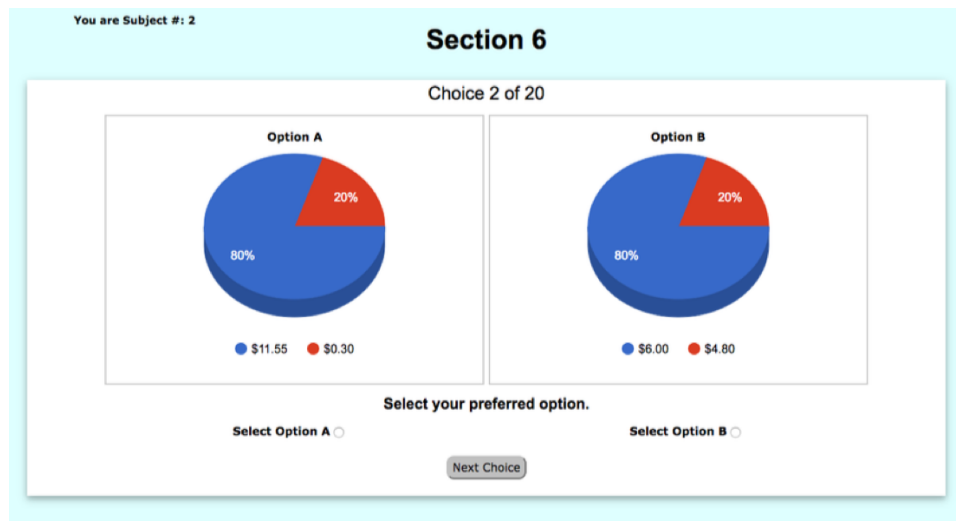 You are Subject #: 2
Section 6
Choice 2 of 20
Option A
Option B
20%
80%
20%
80%
$11.55 $0.30
$6.00 $4.80
Select your preferred option.
Select Option A
Select Option B
Next Choice